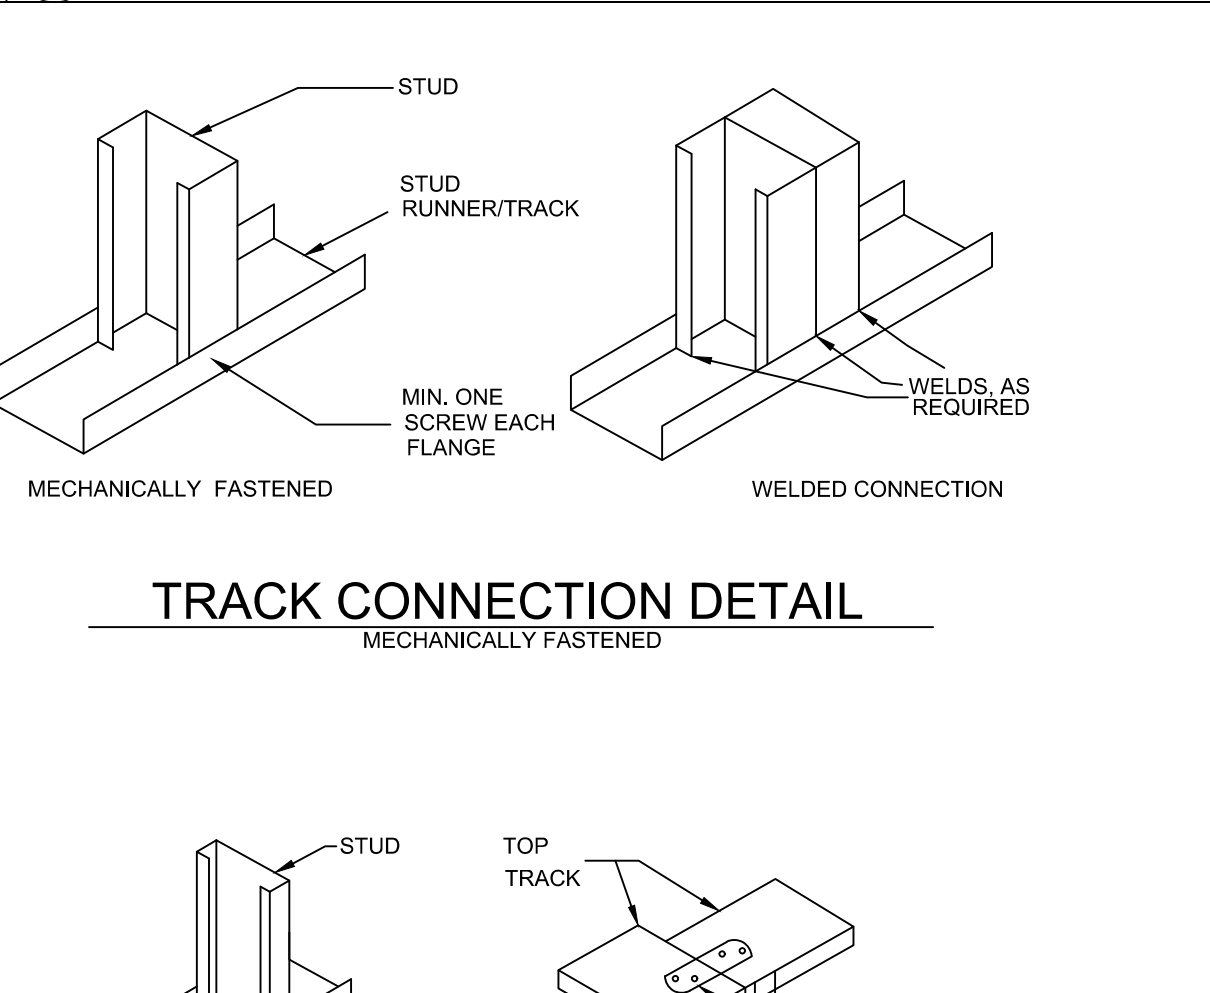 STUD
STUD
RUNNER/TRACK
MIN. ONE
SCREW EACH
FLANGE
MECHANICALLY FASTENED
WELDS, AS
REQUIRED
WELDED CONNECTION
TRACK CONNECTION DETAIL
MECHANICALLY FASTENED
STUD
TOP
TRACK